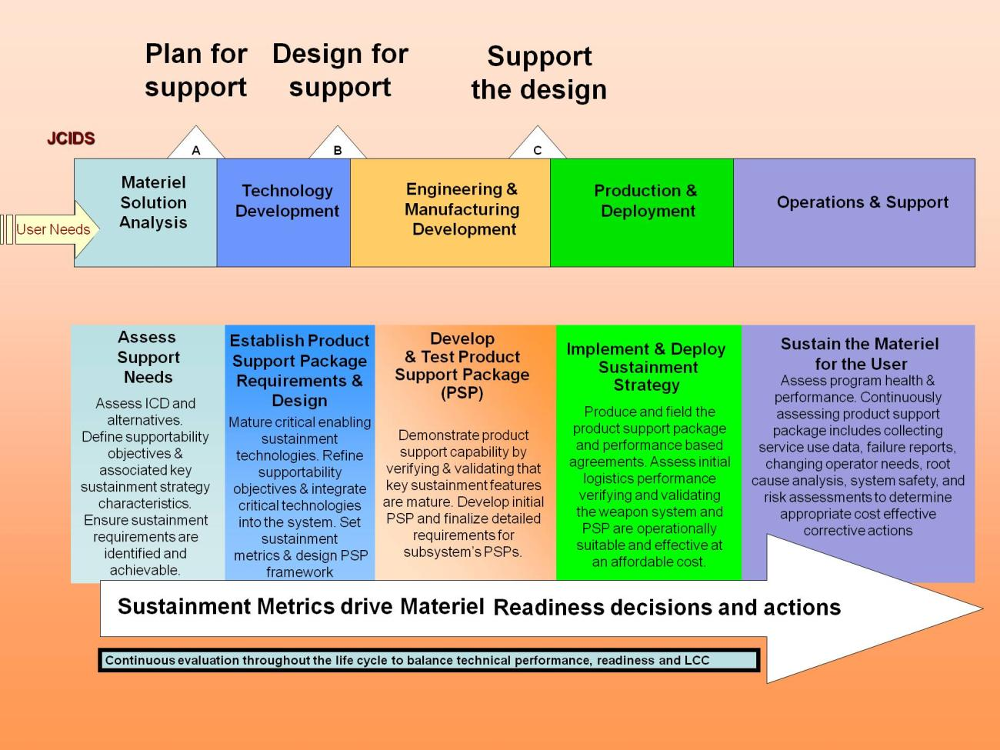 Plan for
support
Design for
support
Support
the design
JCIDS
A
B
C
User Needs
Materiel
Solution
Analysis
Technology
Development
Engineering &
Manufacturing
Development
Production &
Deployment
Operations & Support
Assess
Support
Needs
Assess ICD and
alternatives.
Define supportability
objectives &
associated key
sustainment strategy
characteristics.
Ensure sustainment
requirements are
identified and
achievable.
Establish Product
Support Package
Requirements &
Design
Mature critical enabling
sustainment
technologies. Refine
supportability
objectives & integrate
critical technologies
into the system. Set
sustainment
metrics & design PSP
framework
Develop
& Test Product
Support Package
(PSP)
Demonstrate product
support capability by
verifying & validating that
key sustainment features
are mature. Develop initial
PSP and finalize detailed
requirements for
subsystem’s PSPs.
Implement & Deploy
Sustainment
Strategy
Produce and field the
product support package
and performance based
agreements. Assess initial
logistics performance
verifying and validating
the weapon system and
PSP are operationally
suitable and effective at
an affordable cost.
Sustain the Materiel
for the User
Assess program health &
performance. Continuously
assessing product support
package includes collecting
service use data, failure reports,
changing operator needs, root
cause analysis, system safety, and
risk assessments to determine
appropriate cost effective
corrective actions
Sustainment Metrics drive Materiel Readiness decisions and actions
Continuous evaluation throughout the life cycle to balance technical performance, readiness and LCC